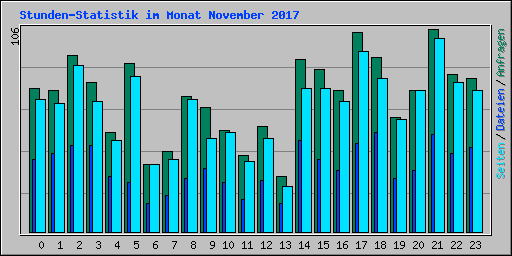 Stunden-Statistik im Monat November 2017
106
Seiten / Dateien / Anfragen
0 1 2 3 4 5 6 7 8 9 10 11 12 13 14 15 16 17 18 19 20 21 22 23